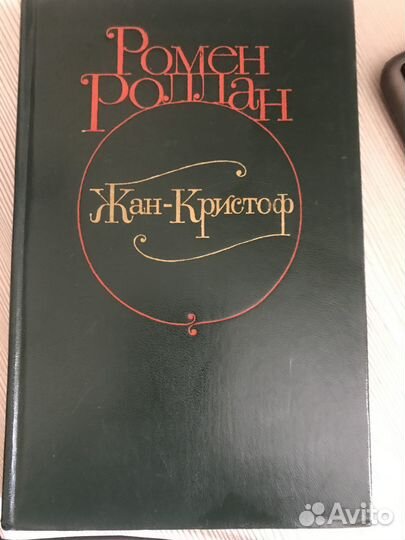 Ромен
Роллан
Жан-Кристоф
Avito